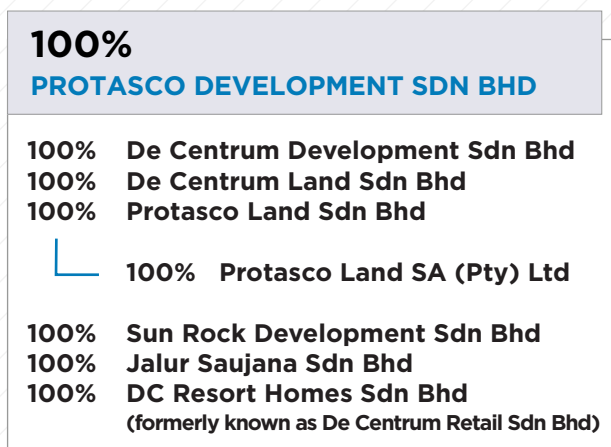 100%
PROTASCO DEVELOPMENT SDN BHD
100% De Centrum Development Sdn Bhd
100% De Centrum Land Sdn Bhd
100% Protasco Land Sdn Bhd
100% Protasco Land SA (Pty) Ltd
100% Sun Rock Development Sdn Bhd
100% Jalur Saujana Sdn Bhd
100% DC Resort Homes Sdn Bhd
(formerly known as De Centrum Retail Sdn Bhd)